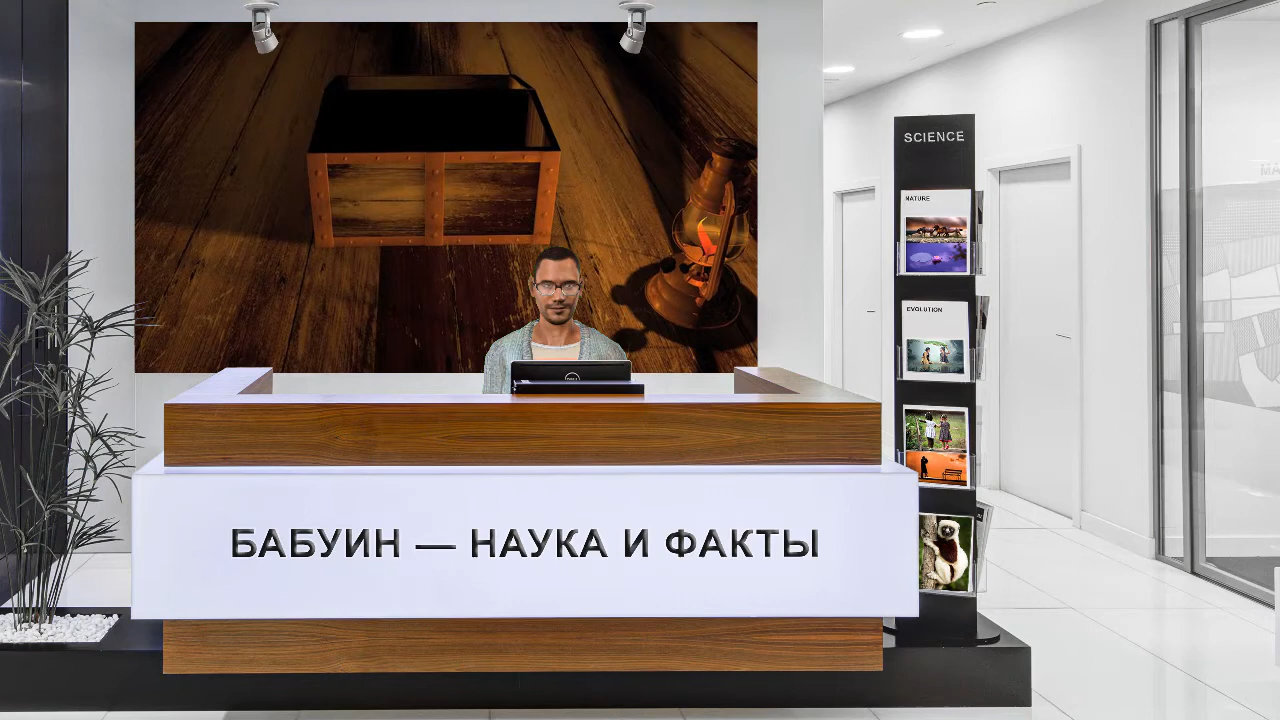 SCIENCE
NATURE
EVOLUTION
БАБУИН — НАУКА И ФАКТЫ